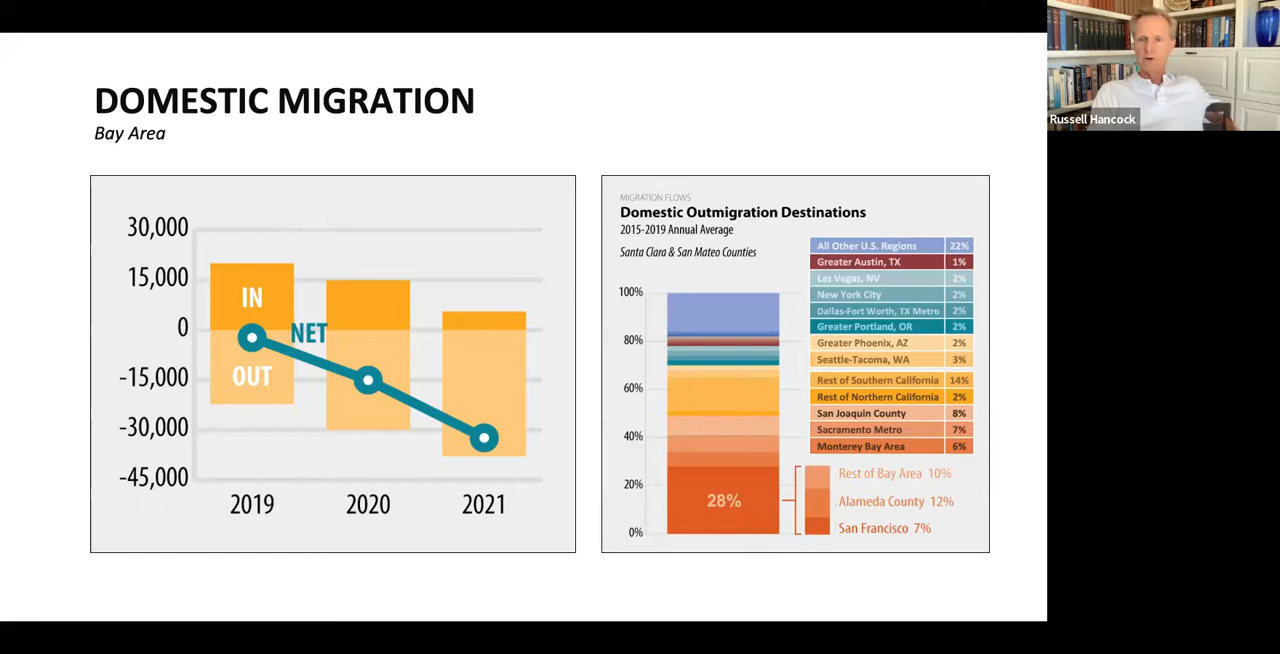 DOMESTIC MIGRATION
Bay Area
30,000
15,000
0
-15,000
-30,000
-45,000
IN
NET
OUT
2019 2020 2021
MIGRATION FLOWS
Domestic Outmigration Destinations
2015-2019 Annual Average
Santa Clara & San Mateo Counties
All Other U.S. Regions 22%
Greater Austin, TX 1%
Las Vegas, NV 2%
New York City 2%
Dallas-Fort Worth, TX Metro 2%
Greater Portland, OR 2%
Greater Phoenix, AZ 2%
Seattle-Tacoma, WA 3%
Rest of Southern California 14%
Rest of Northern California 2%
San Joaquin County 8%
Sacramento Metro 7%
Monterey Bay Area 6%
100%
80%
60%
40%
20%
0%
28%
Rest of Bay Area 10%
Alameda County 12%
San Francisco 7%
Russell Hancock